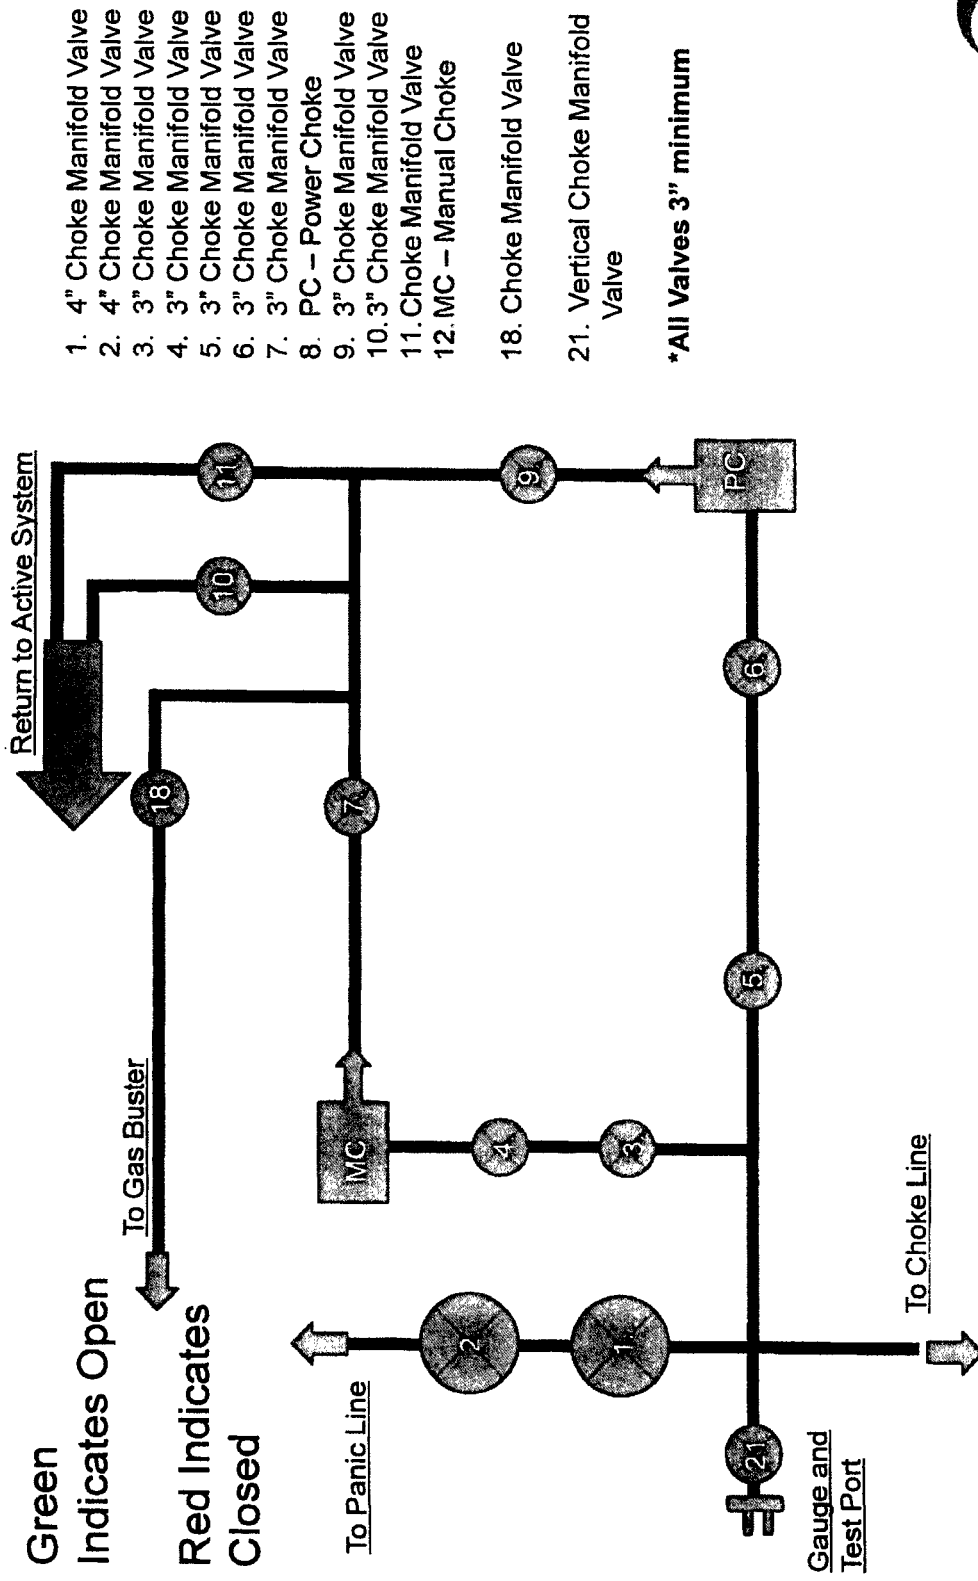 Green
Indicates Open
Red Indicates
Closed
To Gas Buster
Return to Active System
To Panic Line
Gauge and
Test Port
To Choke Line
18
11
10
7
9
MC
PC
4
3
2
1
5
6
21
1. 4" Choke Manifold Valve
2. 4" Choke Manifold Valve
3. 3" Choke Manifold Valve
4. 3" Choke Manifold Valve
5. 3" Choke Manifold Valve
6. 3" Choke Manifold Valve
7. 3" Choke Manifold Valve
8. PC – Power Choke
9. 3" Choke Manifold Valve
10. 3" Choke Manifold Valve
11. Choke Manifold Valve
12. MC – Manual Choke
18. Choke Manifold Valve
21. Vertical Choke Manifold
Valve
*All Valves 3" minimum